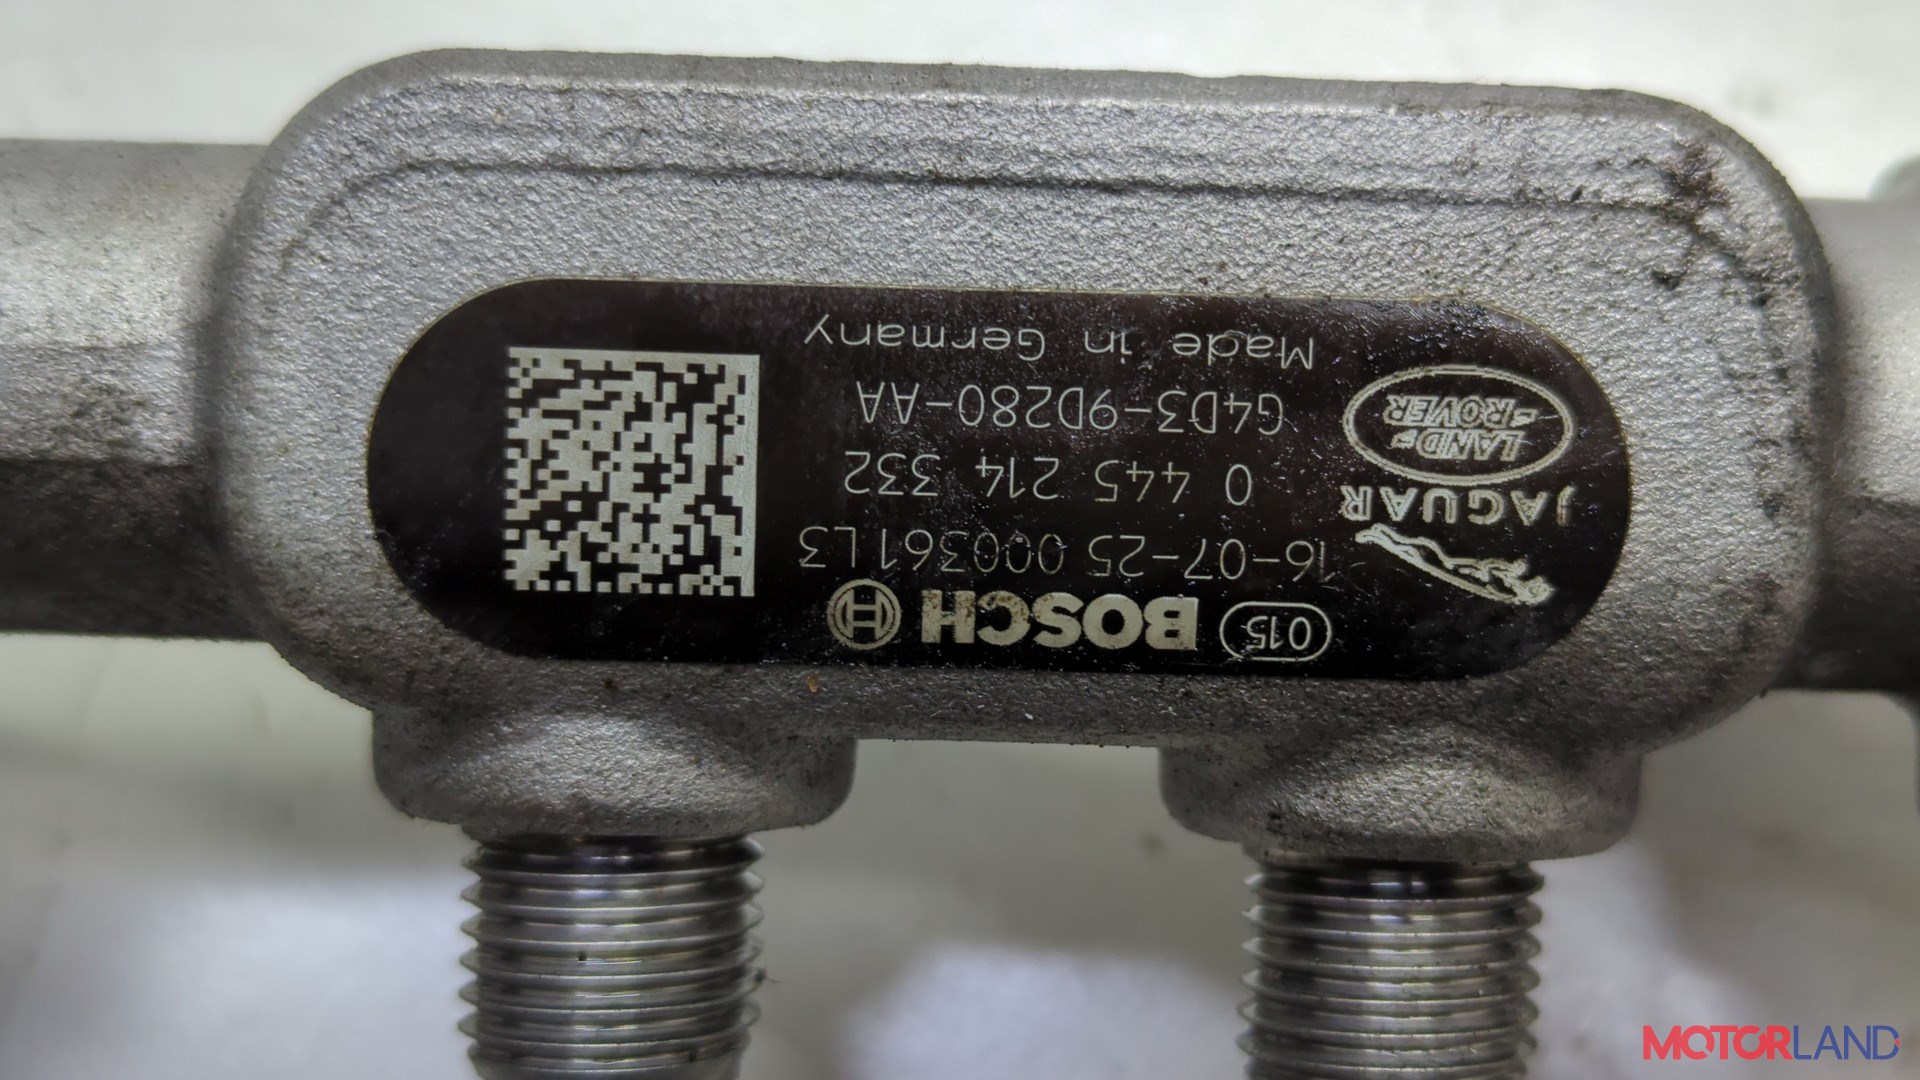 015 BOSCH
16-07-25 000361 L3
0 445 214 332
G4D3-9D280-AA
Made in Germany
JAGUAR
LAND-
-ROVER
MOTORLAND